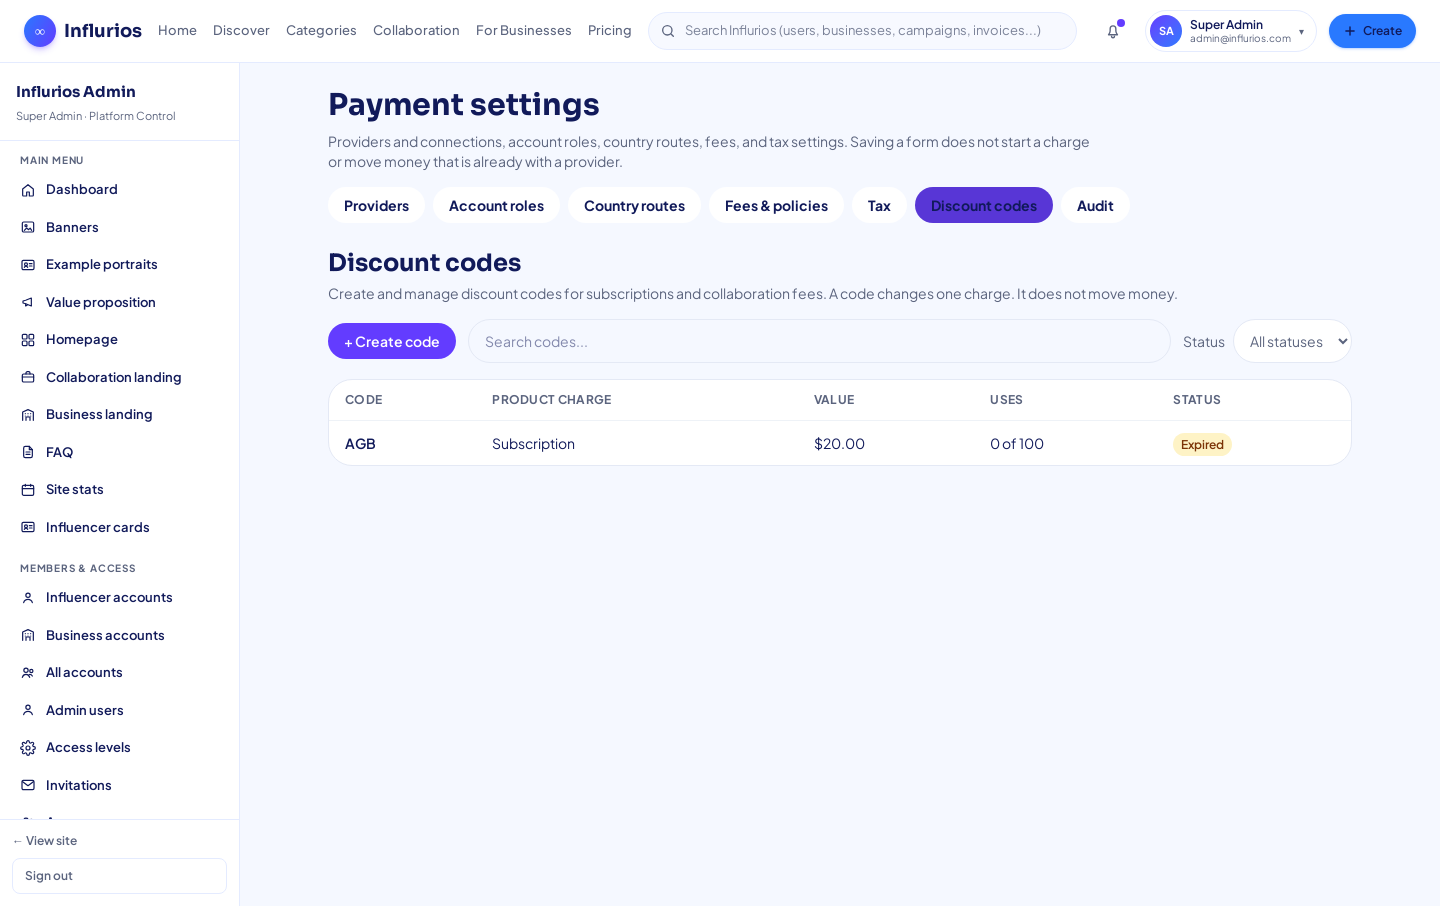 ∞ Influrios Home Discover Categories Collaboration For Businesses Pricing Search Influrios (users, businesses, campaigns, invoices...) SA Super Admin ▾ + Create
admin@influrios.com
Influrios Admin
Super Admin · Platform Control
MAIN MENU
Dashboard
Banners
Example portraits
Value proposition
Homepage
Collaboration landing
Business landing
FAQ
Site stats
Influencer cards
MEMBERS & ACCESS
Influencer accounts
Business accounts
All accounts
Admin users
Access levels
Invitations
← View site
Sign out
Payment settings
Providers and connections, account roles, country routes, fees, and tax settings. Saving a form does not start a charge
or move money that is already with a provider.
Providers Account roles Country routes Fees & policies Tax Discount codes Audit
Discount codes
Create and manage discount codes for subscriptions and collaboration fees. A code changes one charge. It does not move money.
+ Create code Search codes... Status All statuses
CODE PRODUCT CHARGE VALUE USES STATUS
AGB Subscription $20.00 0 of 100 Expired